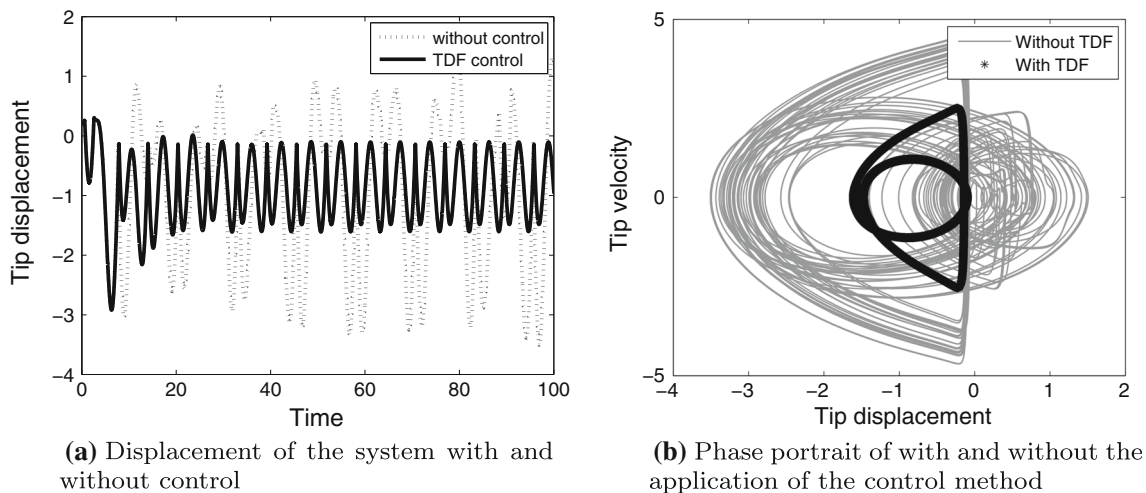 2
1
0
−1
−2
−3
−4
0
20
40
60
80
100
Tip displacement
Time
without control
TDF control
(a) Displacement of the system with and
without control
5
0
−5
−4
−3
−2
−1
0
1
2
Tip velocity
Tip displacement
Without TDF
With TDF
(b) Phase portrait of with and without the
application of the control method